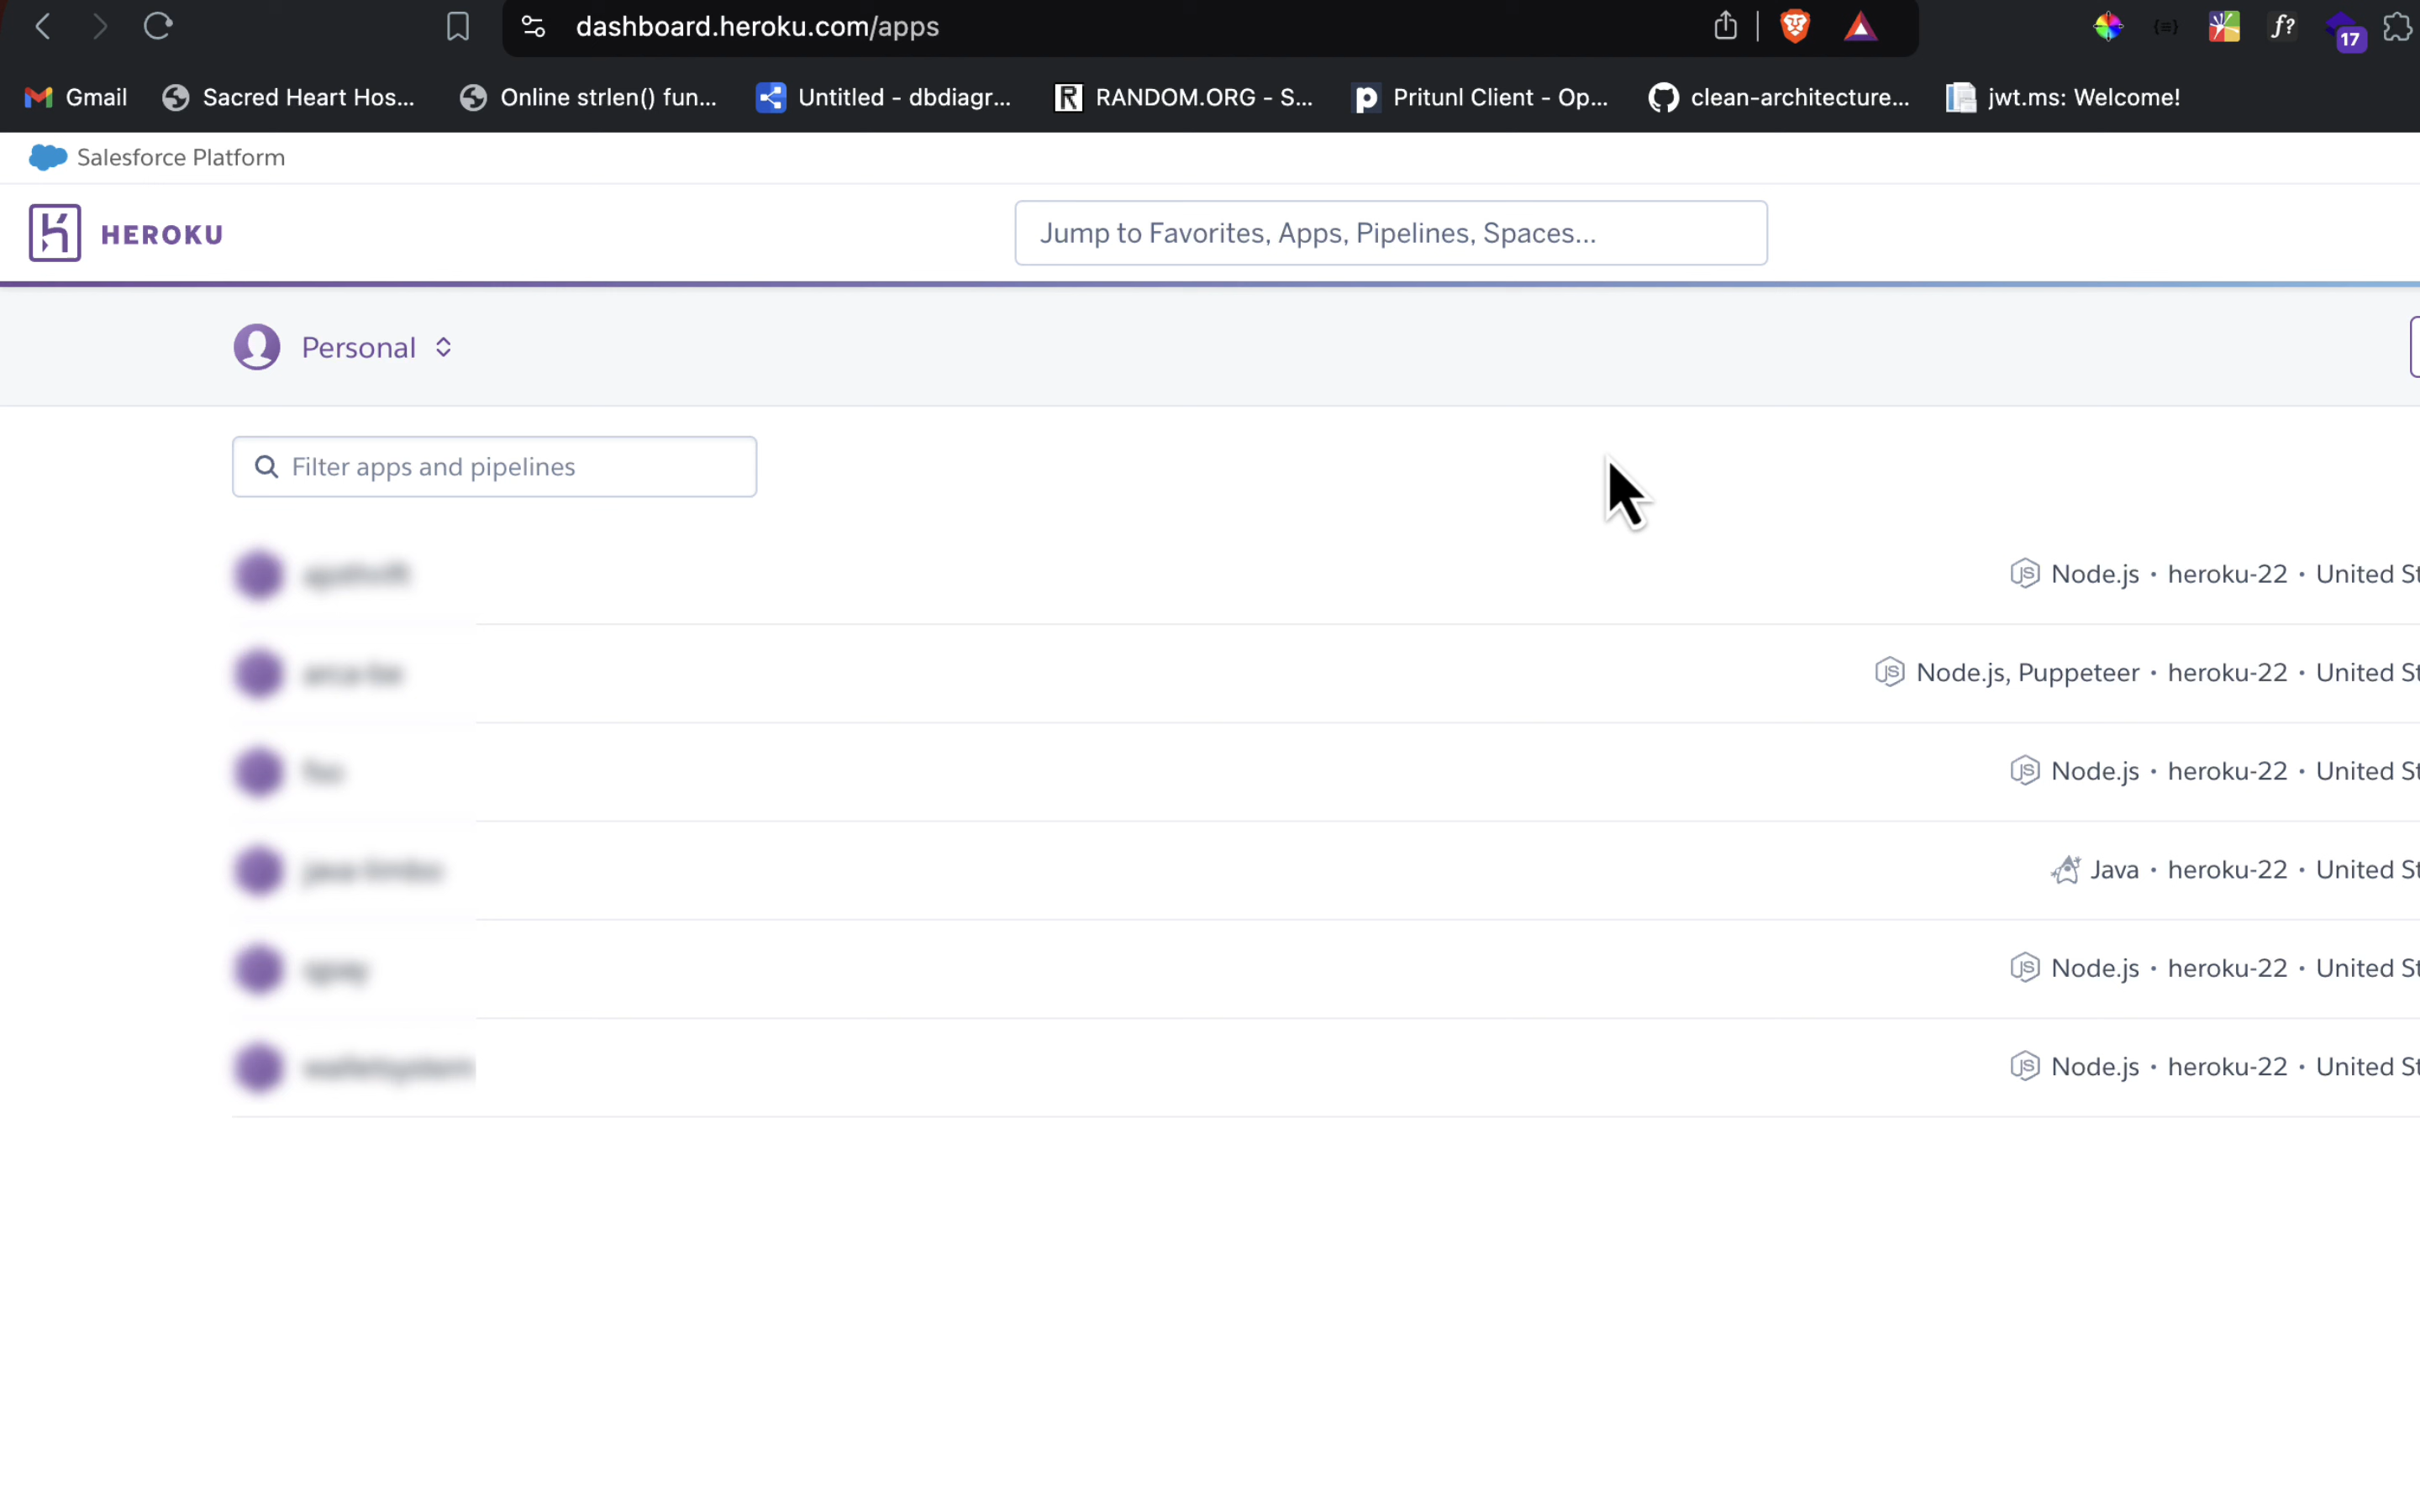 dashboard.heroku.com/apps
17
Gmail
Sacred Heart Hos...
Online strlen() fun...
Untitled - dbdiagr...
RANDOM.ORG - S...
Pritunl Client - Op...
clean-architecture...
jwt.ms: Welcome!
Salesforce Platform
HEROKU
Jump to Favorites, Apps, Pipelines, Spaces...
Personal
Filter apps and pipelines
Node.js • heroku-22 • United St
Node.js, Puppeteer • heroku-22 • United St
Node.js • heroku-22 • United St
Java • heroku-22 • United St
Node.js • heroku-22 • United St
Node.js • heroku-22 • United St